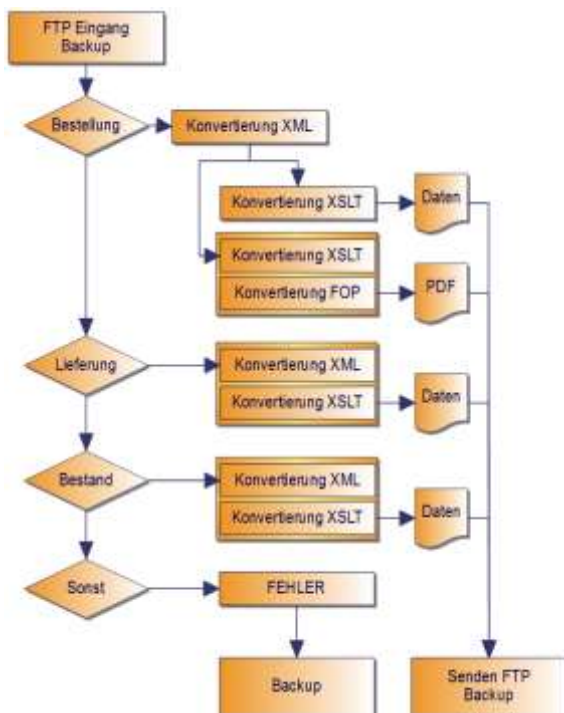 FTP Eingang
Backup
Bestellung
Konvertierung XML
Konvertierung XSLT
Daten
Konvertierung XSLT
Konvertierung FOP
PDF
Lieferung
Konvertierung XML
Konvertierung XSLT
Daten
Bestand
Konvertierung XML
Konvertierung XSLT
Daten
Sonst
FEHLER
Backup
Senden FTP
Backup